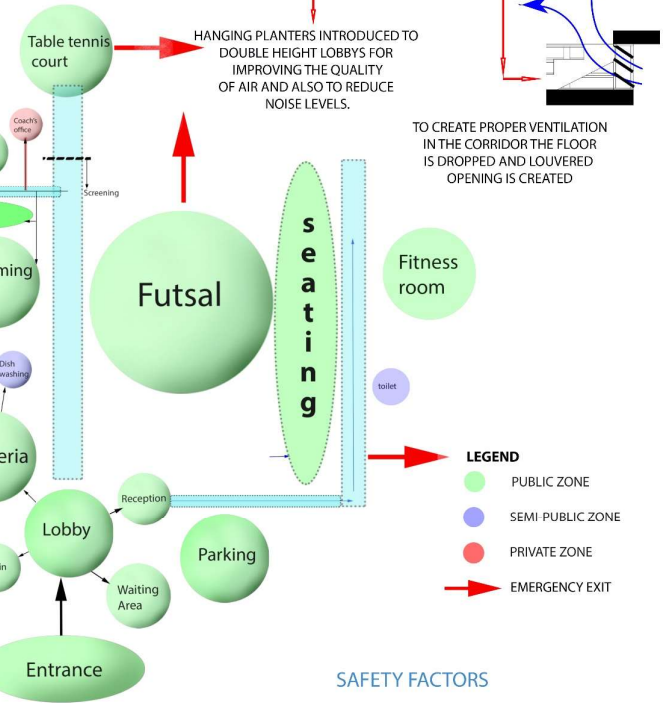 Table tennis
court
HANGING PLANTERS INTRODUCED TO
DOUBLE HEIGHT LOBBYS FOR
IMPROVING THE QUALITY
OF AIR AND ALSO TO REDUCE
NOISE LEVELS.
TO CREATE PROPER VENTILATION
IN THE CORRIDOR THE FLOOR
IS DROPPED AND LOUVERED
OPENING IS CREATED
Coach's
office
Screening
seating
Futsal
Fitness
room
ming
Dish
washing
toilet
eria
LEGEND
PUBLIC ZONE
SEMI-PUBLIC ZONE
PRIVATE ZONE
EMERGENCY EXIT
Reception
Lobby
Parking
in
Waiting
Area
Entrance
SAFETY FACTORS